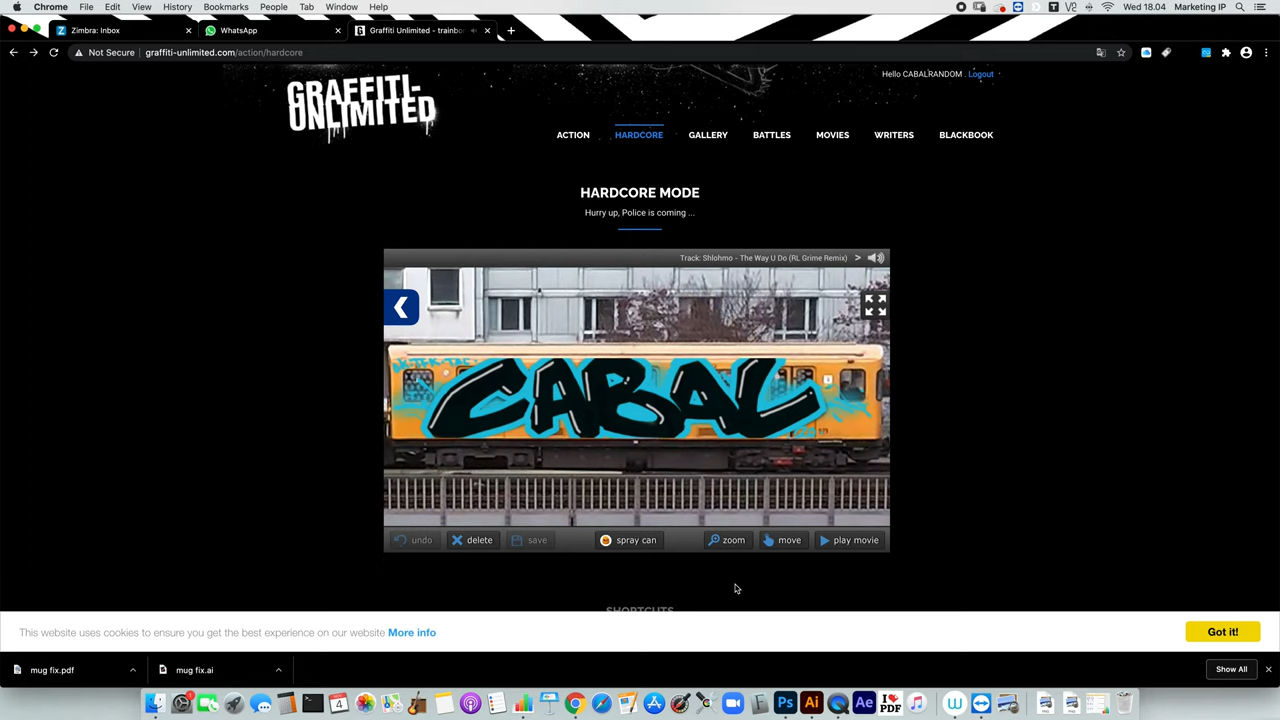 Chrome File Edit View History Bookmarks People Tab Window Help Wed 18.04 Marketing IP
Zimbra: Inbox WhatsApp Graffiti Unlimited - trainbo
Not Secure graffiti-unlimited.com/action/hardcore
Hello CABALRANDOM . Logout
GRAFFITI-
UNLIMITED
ACTION HARDCORE GALLERY BATTLES MOVIES WRITERS BLACKBOOK
HARDCORE MODE
Hurry up, Police is coming ...
Track: Shlohmo - The Way U Do (RL Grime Remix) >
CABAL
undo delete save spray can zoom move play movie
SHORTCUTS
This website uses cookies to ensure you get the best experience on our website More info Got it!
mug fix.pdf mug fix.ai Show All